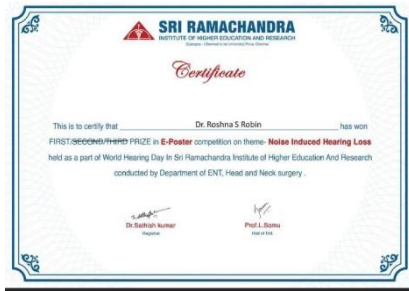 SRI RAMACHANDRA
INSTITUTE OF HIGHER EDUCATION AND RESEARCH
Certificate
This is to certify that Dr. Roshna S Robin has won
FIRST/SECOND/THIRD PRIZE in E-Poster competition on theme- Noise Induced Hearing Loss
held as a part of World Hearing Day In Sri Ramachandra Institute of Higher Education And Research
conducted by Department of ENT, Head and Neck surgery .
Dr.Sathish kumar Prof.L.Somu
Registrar Hod of Ent